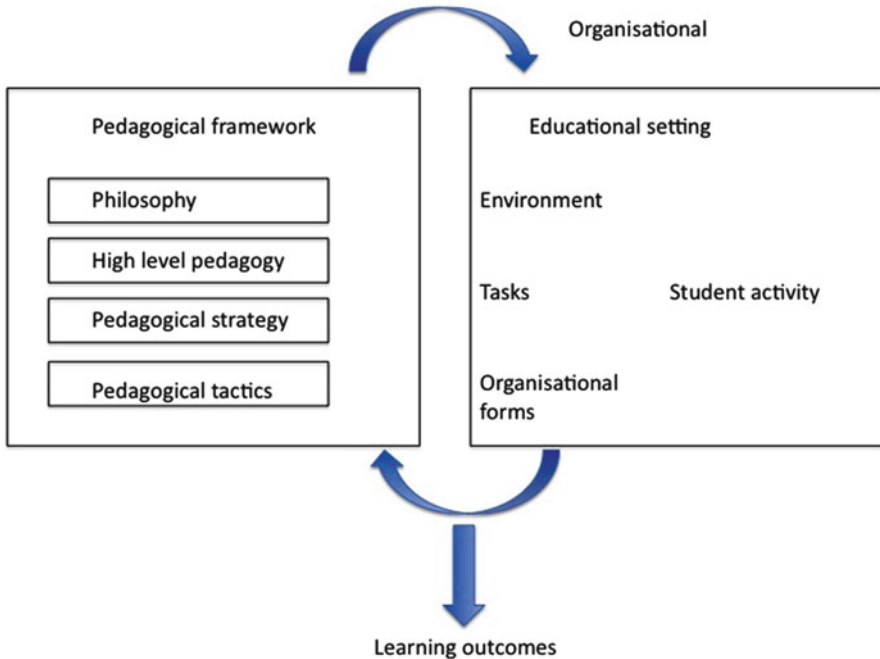 Organisational
Pedagogical framework
Philosophy
High level pedagogy
Pedagogical strategy
Pedagogical tactics
Educational setting
Environment
Tasks
Student activity
Organisational
forms
Learning outcomes